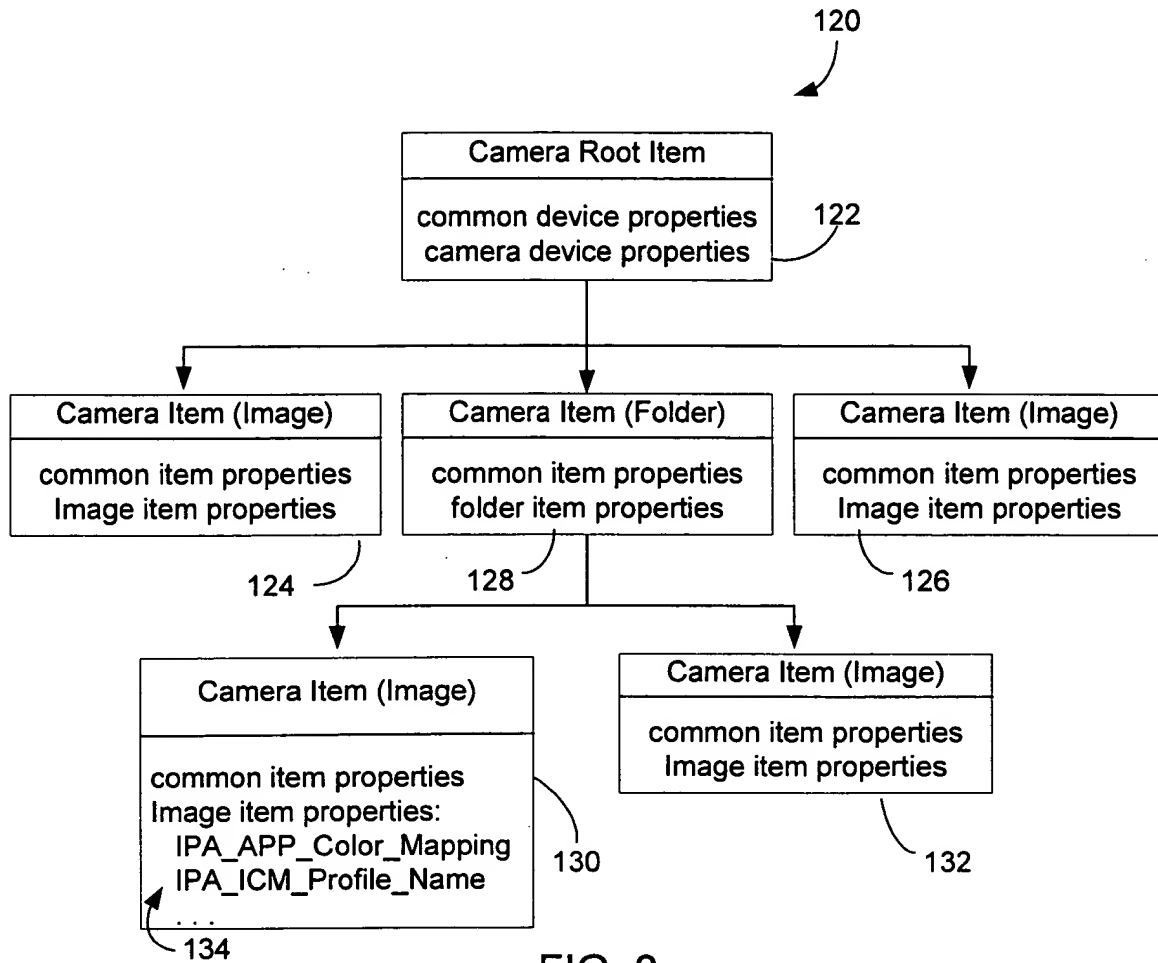 120
Camera Root Item
common device properties
camera device properties
122
Camera Item (Image)
common item properties
Image item properties
124
Camera Item (Folder)
common item properties
folder item properties
128
Camera Item (Image)
common item properties
Image item properties
126
Camera Item (Image)
common item properties
Image item properties:
IPA_APP_Color_Mapping
IPA_ICM_Profile_Name
. . .
130
134
Camera Item (Image)
common item properties
Image item properties
132